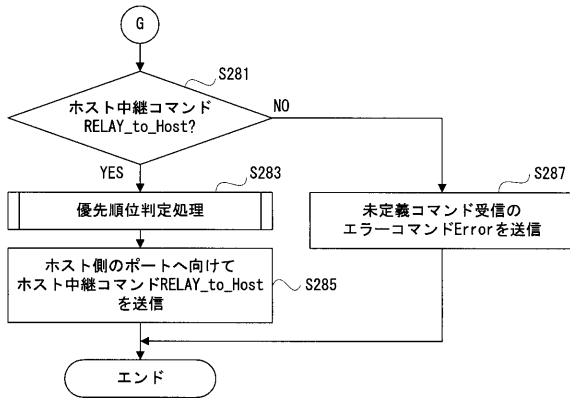 G
S281
ホスト中継コマンド
RELAY_to_Host?
NO
YES
S283
優先順位判定処理
S287
未定義コマンド受信の
エラーコマンドErrorを送信
ホスト側のポートへ向けて
ホスト中継コマンドRELAY_to_Host
を送信
S285
エンド